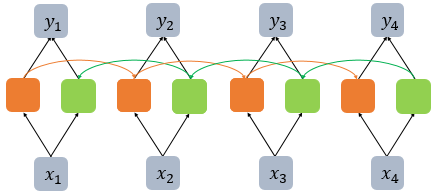 y₁ y₂ y₃ y₄
x₁ x₂ x₃ x₄